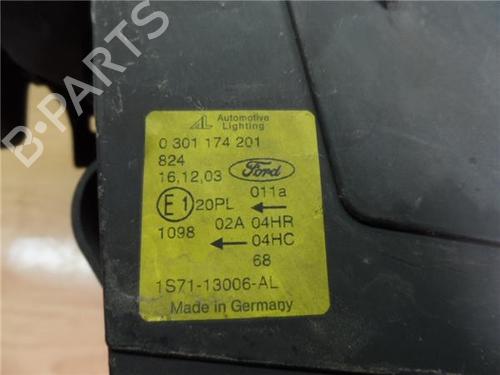 B-PARTS
AL Automotive Lighting
0 301 174 201
824
Ford
16,12,03
011a
E1 20PL ←
02A 04HR
1098 ← 04HC
68
1S71-13006-AL
Made in Germany